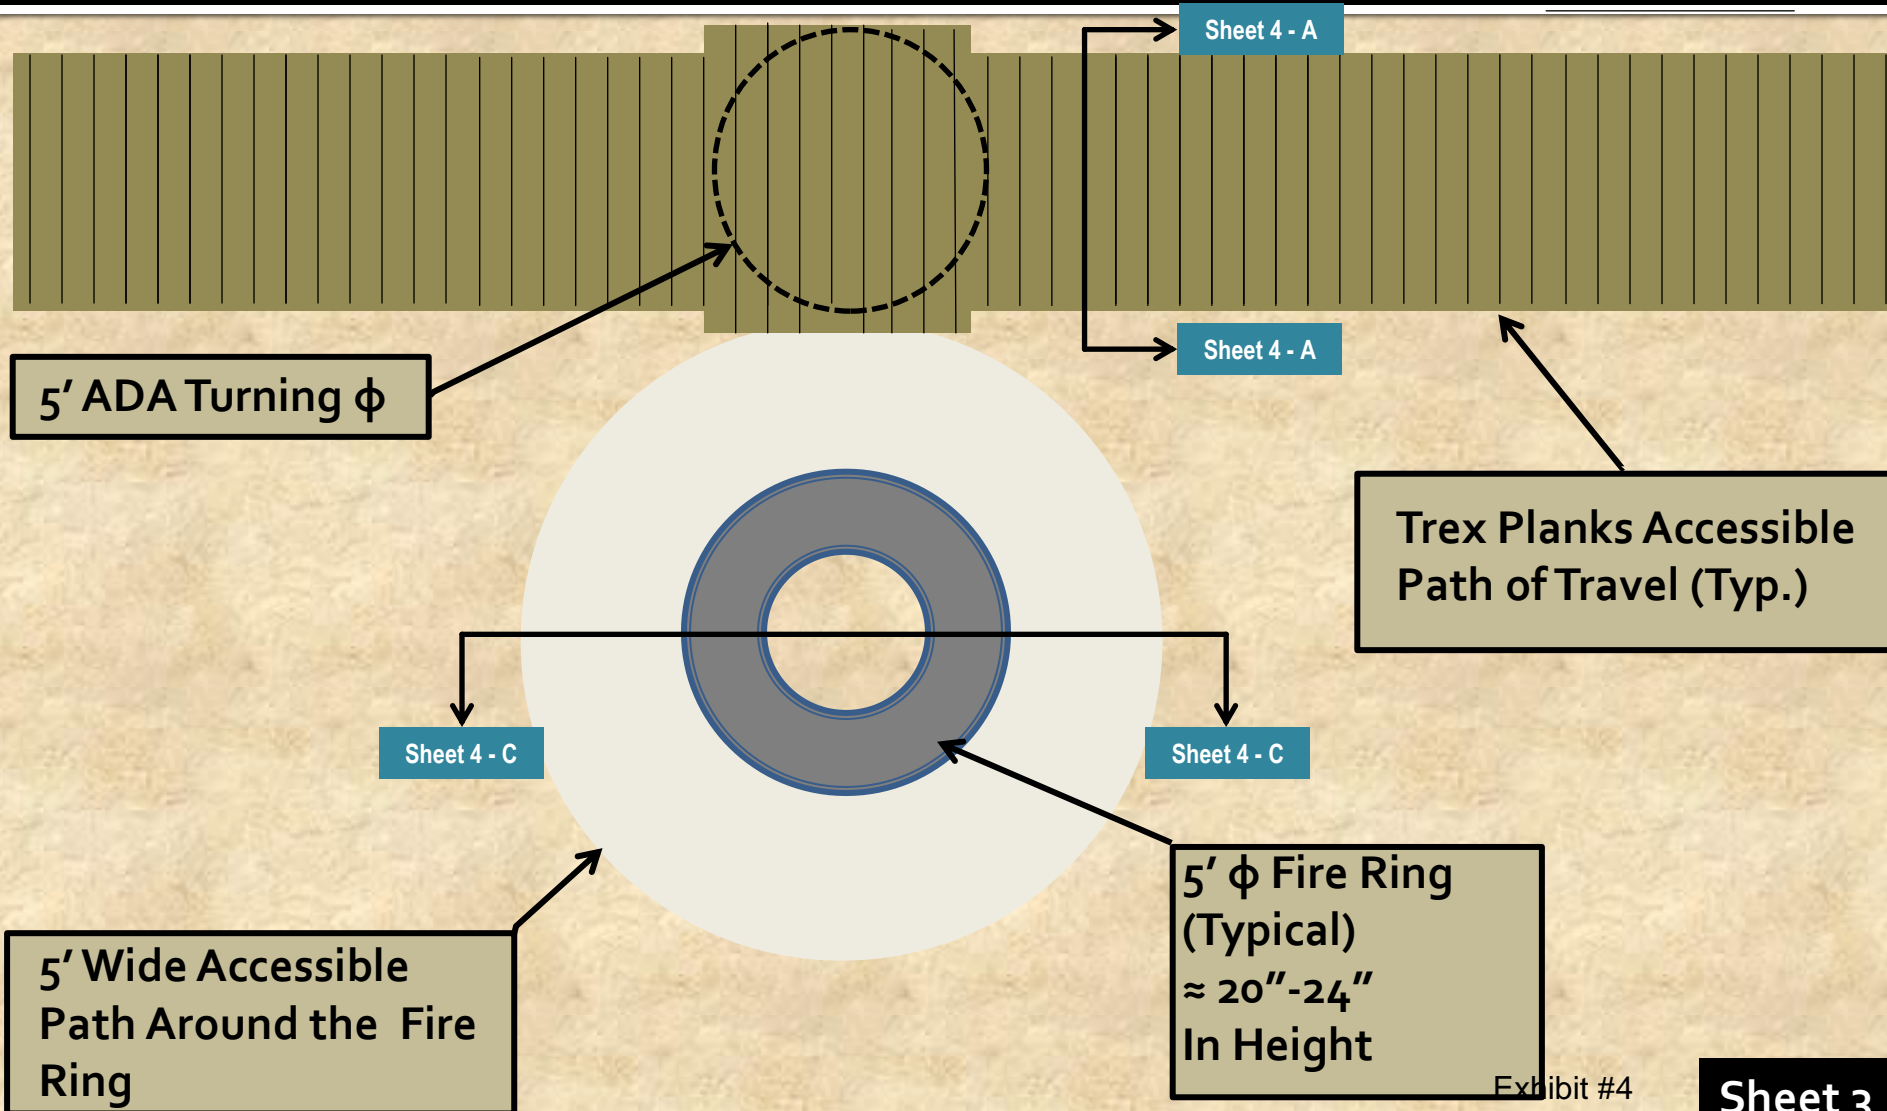 Sheet 4 - A
Sheet 4 - A
5' ADA Turning ɸ
Trex Planks Accessible
Path of Travel (Typ.)
Sheet 4 - C
Sheet 4 - C
5' ɸ Fire Ring
(Typical)
≈ 20"-24"
In Height
5' Wide Accessible
Path Around the Fire
Ring
Exhibit #4
Sheet 3